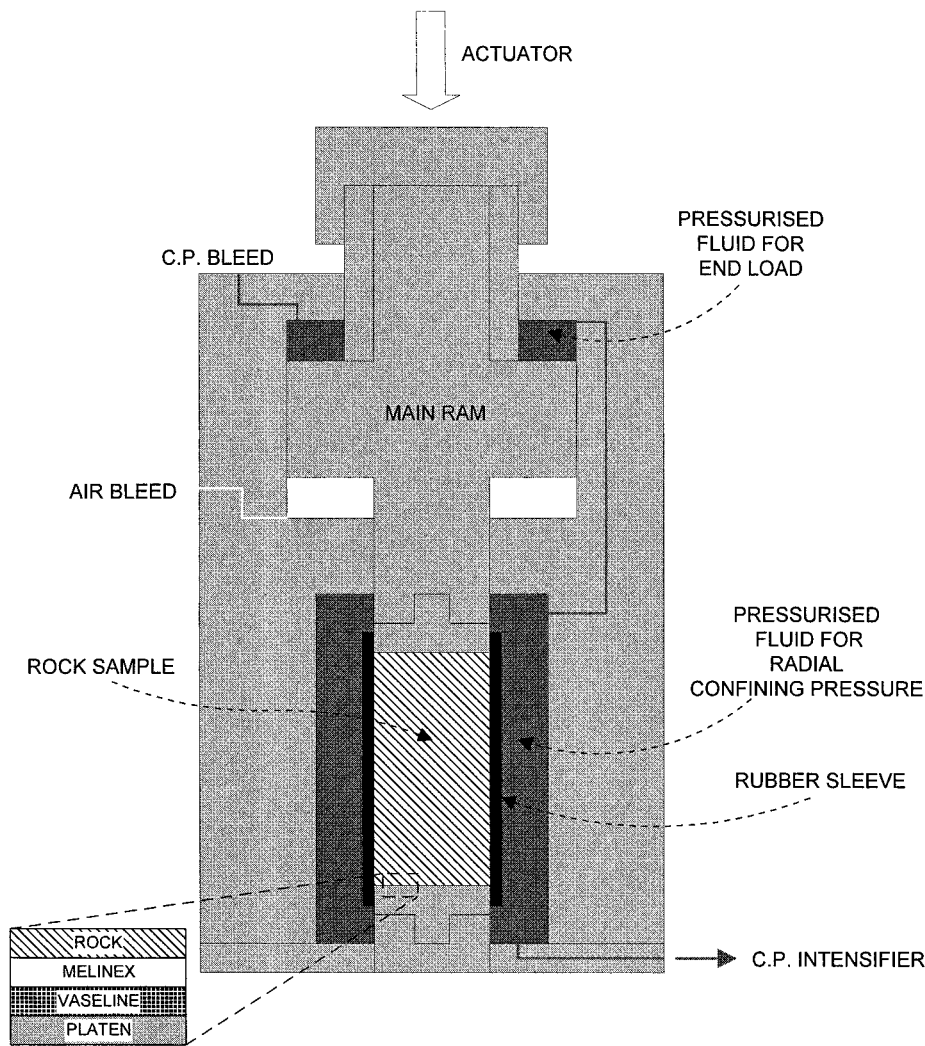 ACTUATOR
PRESSURISED
FLUID FOR
END LOAD
C.P. BLEED
MAIN RAM
AIR BLEED
PRESSURISED
FLUID FOR
RADIAL
CONFINING PRESSURE
ROCK SAMPLE
RUBBER SLEEVE
ROCK
MELINEX
VASELINE
PLATEN
C.P. INTENSIFIER